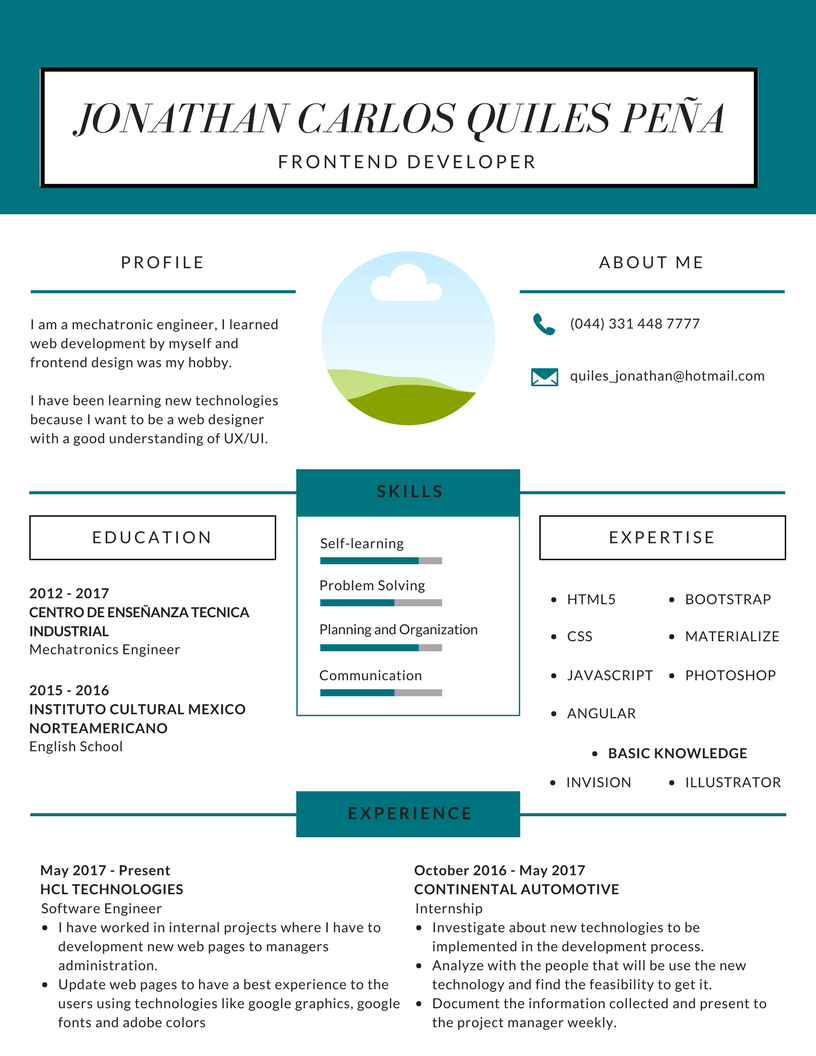 JONATHAN CARLOS QUILES PEÑA
FRONTEND DEVELOPER
PROFILE
I am a mechatronic engineer, I learned
web development by myself and
frontend design was my hobby.
I have been learning new technologies
because I want to be a web designer
with a good understanding of UX/UI.
ABOUT ME
(044) 331 448 7777
quiles_jonathan@hotmail.com
EDUCATION
2012 - 2017
CENTRO DE ENSEÑANZA TECNICA
INDUSTRIAL
Mechatronics Engineer
2015 - 2016
INSTITUTO CULTURAL MEXICO
NORTEAMERICANO
English School
SKILLS
Self-learning
Problem Solving
Planning and Organization
Communication
EXPERTISE
• HTML5 • BOOTSTRAP
• CSS • MATERIALIZE
• JAVASCRIPT • PHOTOSHOP
• ANGULAR
• BASIC KNOWLEDGE
• INVISION • ILLUSTRATOR
EXPERIENCE
May 2017 - Present
HCL TECHNOLOGIES
Software Engineer
• I have worked in internal projects where I have to
development new web pages to managers
administration.
• Update web pages to have a best experience to the
users using technologies like google graphics, google
fonts and adobe colors
October 2016 - May 2017
CONTINENTAL AUTOMOTIVE
Internship
• Investigate about new technologies to be
implemented in the development process.
• Analyze with the people that will be use the new
technology and find the feasibility to get it.
• Document the information collected and present to
the project manager weekly.